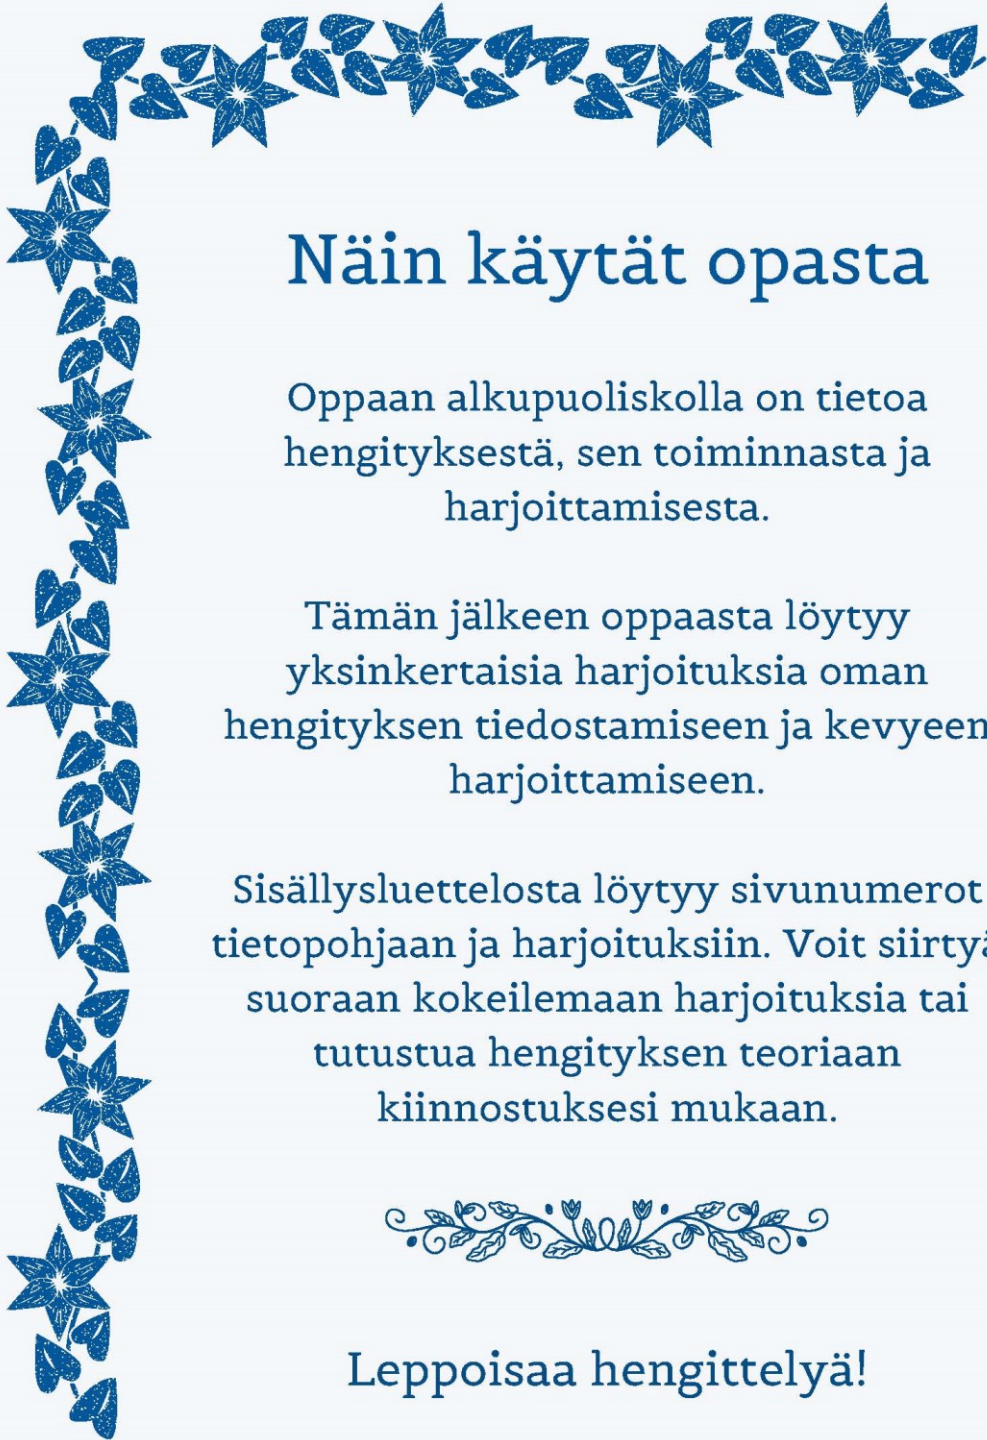 Näin käytät opasta
Oppaan alkupuoliskolla on tietoa
hengityksestä, sen toiminnasta ja
harjoittamisesta.
Tämän jälkeen oppaasta löytyy
yksinkertaisia harjoituksia oman
hengityksen tiedostamiseen ja kevyeen
harjoittamiseen.
Sisällysluettelosta löytyy sivunumerot
tietopohjaan ja harjoituksiin. Voit siirtyä
suoraan kokeilemaan harjoituksia tai
tutustua hengityksen teoriaan
kiinnostuksesi mukaan.
Leppoisaa hengittelyä!